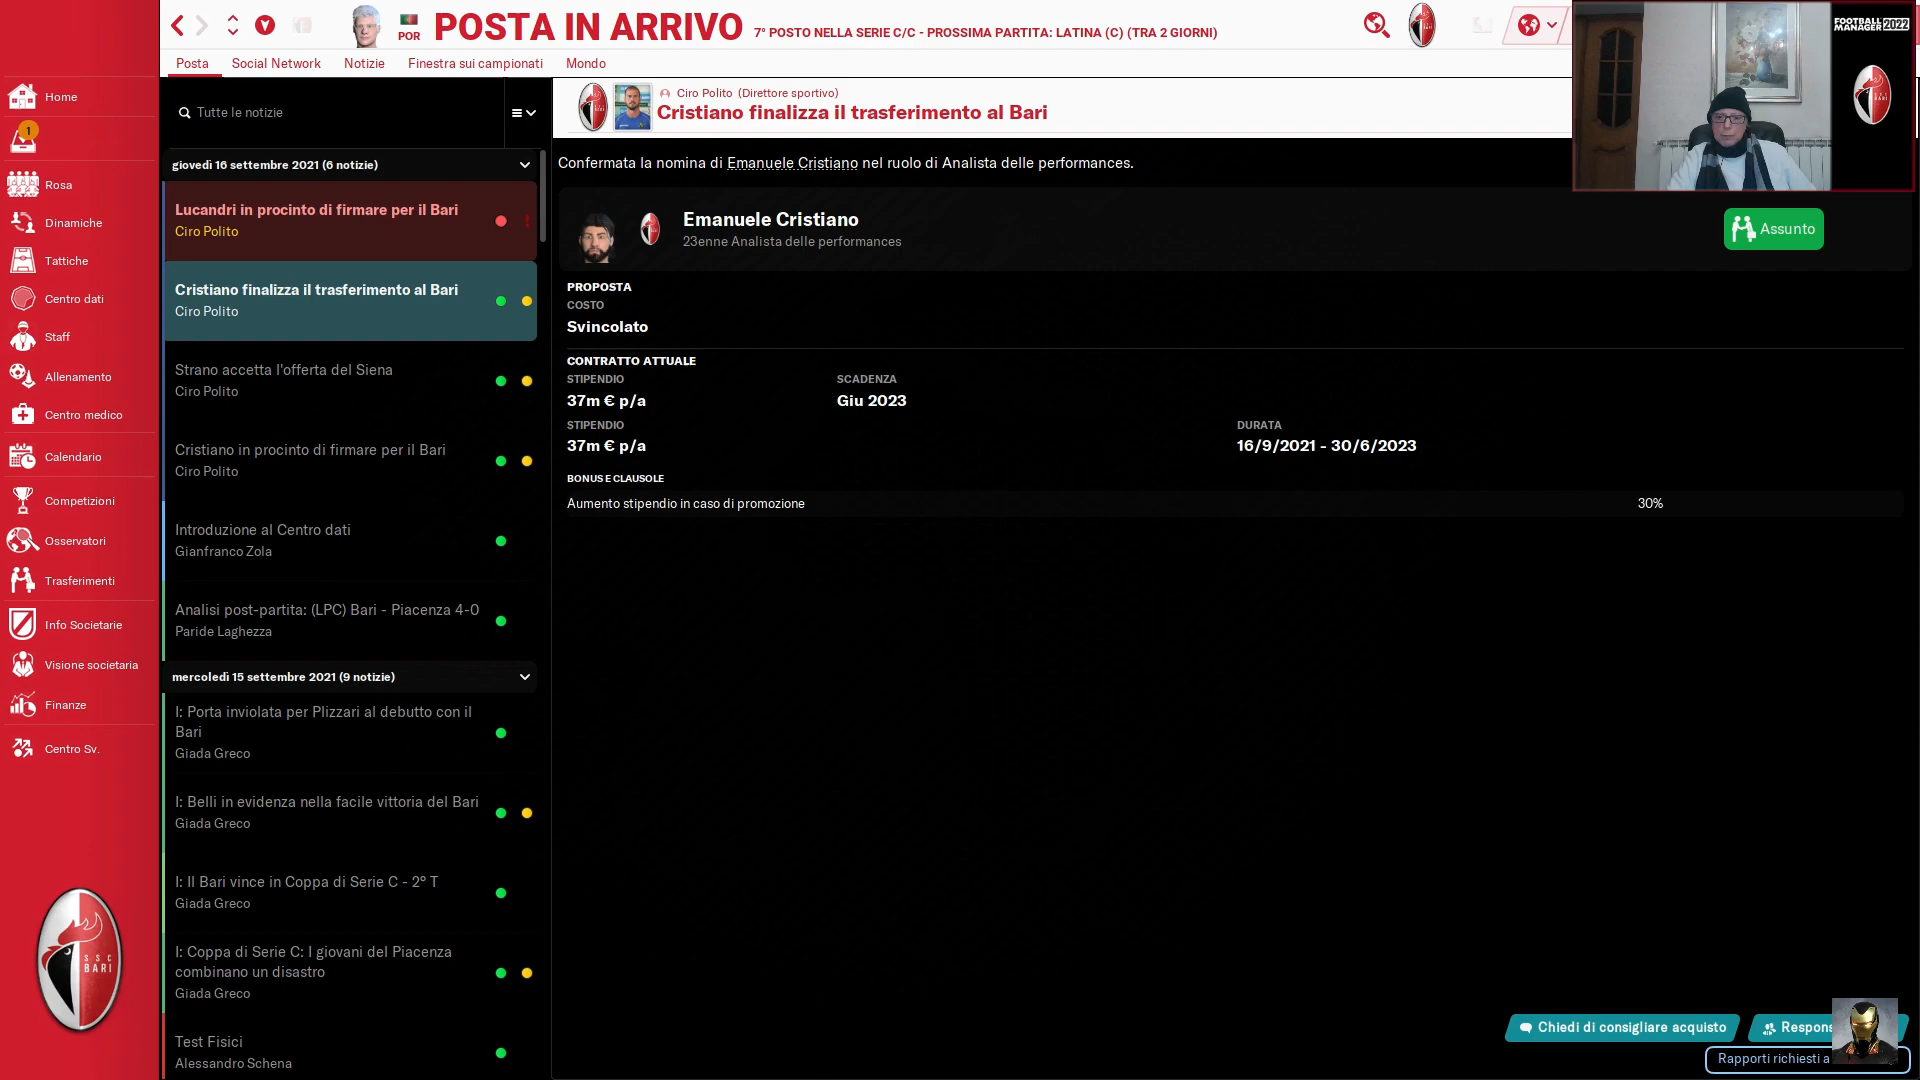 POR
POSTA IN ARRIVO
7° POSTO NELLA SERIE C/C - PROSSIMA PARTITA: LATINA (C) (TRA 2 GIORNI)
FOOTBALL
MANAGER 2022
Posta
Social Network
Notizie
Finestra sui campionati
Mondo
Home
1
Rosa
Dinamiche
Tattiche
Centro dati
Staff
Allenamento
Centro medico
Calendario
Competizioni
Osservatori
Trasferimenti
Info Societarie
Visione societaria
Finanze
Centro Sv.
SSC
BARI
Tutte le notizie
giovedì 16 settembre 2021 (6 notizie)
Lucandri in procinto di firmare per il Bari
Ciro Polito
Cristiano finalizza il trasferimento al Bari
Ciro Polito
Strano accetta l'offerta del Siena
Ciro Polito
Cristiano in procinto di firmare per il Bari
Ciro Polito
Introduzione al Centro dati
Gianfranco Zola
Analisi post-partita: (LPC) Bari - Piacenza 4-0
Paride Laghezza
mercoledì 15 settembre 2021 (9 notizie)
I: Porta inviolata per Plizzari al debutto con il
Bari
Giada Greco
I: Belli in evidenza nella facile vittoria del Bari
Giada Greco
I: Il Bari vince in Coppa di Serie C - 2° T
Giada Greco
I: Coppa di Serie C: I giovani del Piacenza
combinano un disastro
Giada Greco
Test Fisici
Alessandro Schena
Ciro Polito (Direttore sportivo)
Cristiano finalizza il trasferimento al Bari
Confermata la nomina di Emanuele Cristiano nel ruolo di Analista delle performances.
Emanuele Cristiano
23enne Analista delle performances
Assunto
PROPOSTA
COSTO
Svincolato
CONTRATTO ATTUALE
STIPENDIO
SCADENZA
37m € p/a
Giu 2023
STIPENDIO
DURATA
37m € p/a
16/9/2021 - 30/6/2023
BONUS E CLAUSOLE
Aumento stipendio in caso di promozione
30%
Chiedi di consigliare acquisto
Respons
Rapporti richiesti a